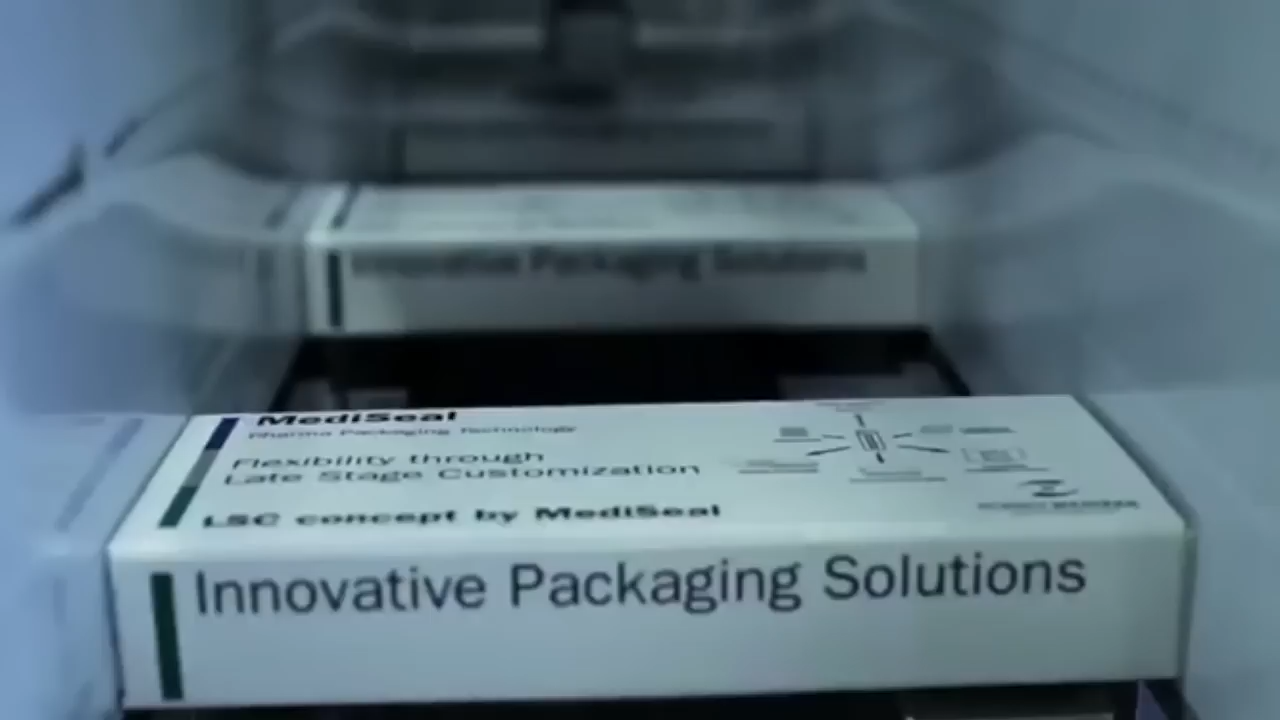 Innovative Packaging Solutions
MediSeal
Pharma Packaging Technology
Flexibility through
Late Stage Customization
LSC concept by MediSeal
Innovative Packaging Solutions